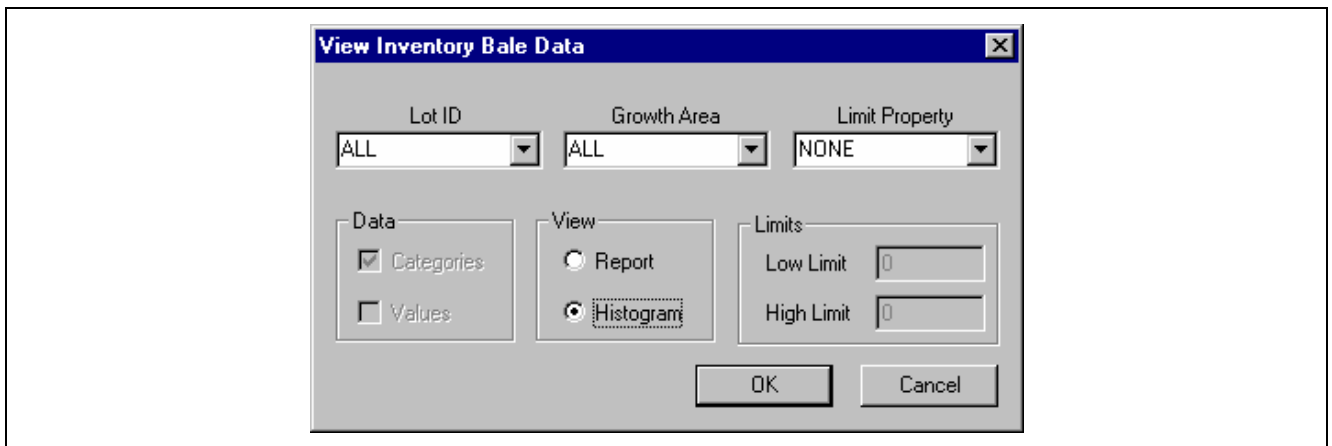 View Inventory Bale Data
Lot ID Growth Area Limit Property
ALL ALL NONE
Data View Limits
Categories Report Low Limit 0
Values Histogram High Limit 0
OK Cancel